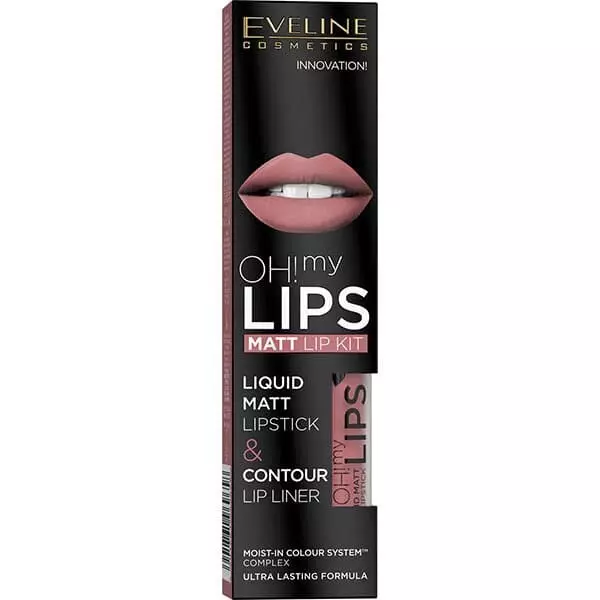 EVELINE
COSMETICS
INNOVATION!
OH! my
LIPS
MATT LIP KIT
LIQUID
MATT
LIPSTICK
&
CONTOUR
LIP LINER
OH! my
LIPS
ID MATT
LIPSTICK
MOIST-IN COLOUR SYSTEM™
COMPLEX
ULTRA LASTING FORMULA